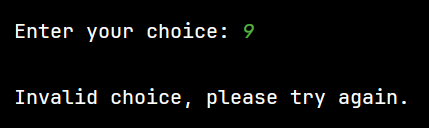 Enter your choice: 9
Invalid choice, please try again.